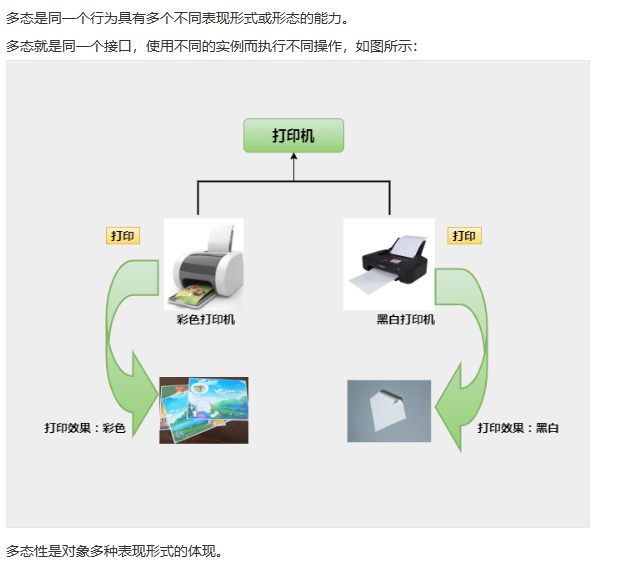 多态是同一个行为具有多个不同表现形式或形态的能力。
多态就是同一个接口，使用不同的实例而执行不同操作，如图所示：
打印机
打印
打印
彩色打印机
黑白打印机
打印效果：彩色
打印效果：黑白
多态性是对象多种表现形式的体现。